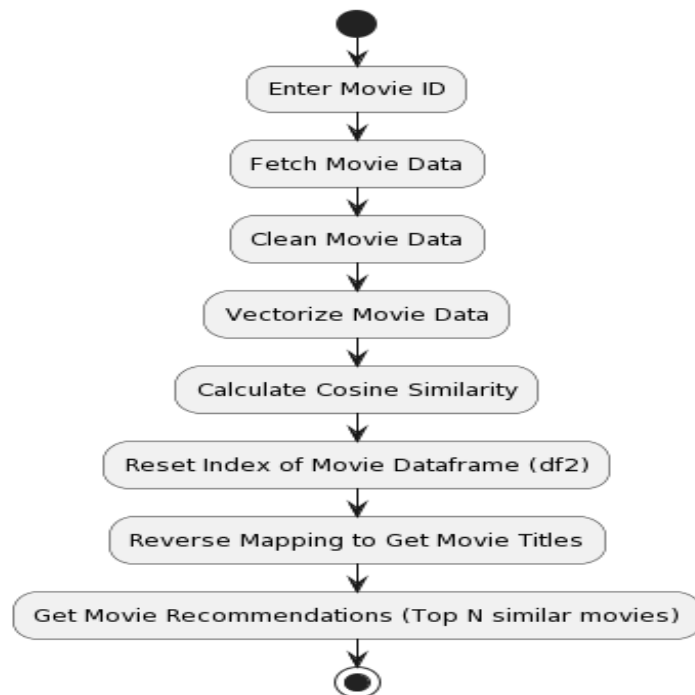 Enter Movie ID
Fetch Movie Data
Clean Movie Data
Vectorize Movie Data
Calculate Cosine Similarity
Reset Index of Movie Dataframe (df2)
Reverse Mapping to Get Movie Titles
Get Movie Recommendations (Top N similar movies)